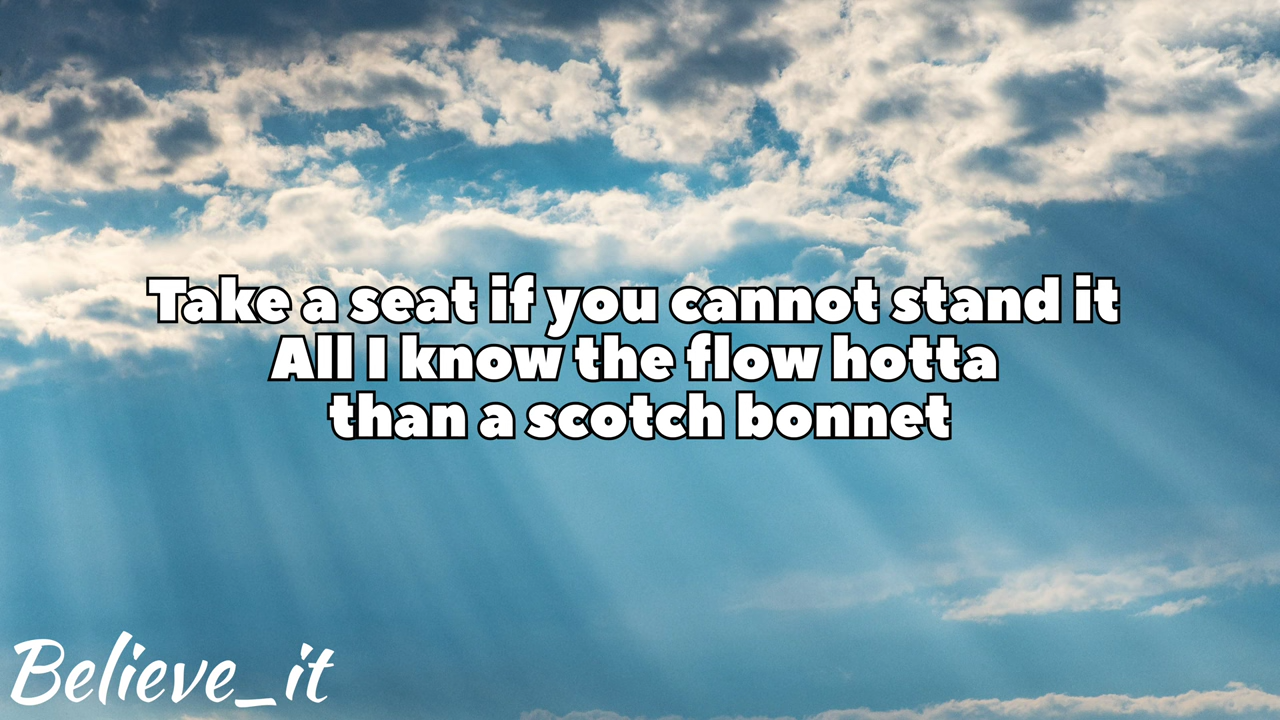 Take a seat if you cannot stand it
All I know the flow hotta
than a scotch bonnet
Believe_it